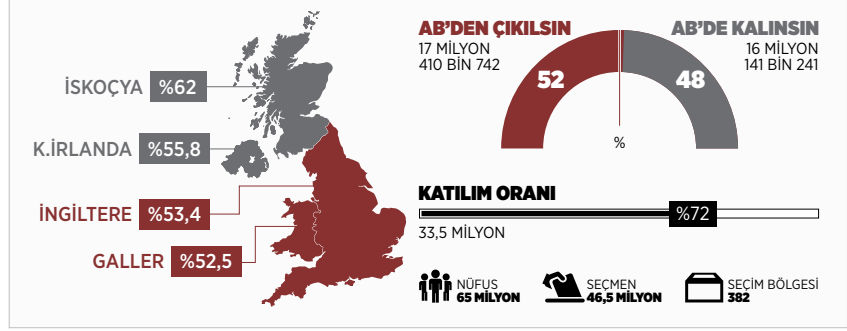 İSKOÇYA %62
K.İRLANDA %55,8
İNGİLTERE %53,4
GALLER %52,5
AB'DEN ÇIKILSIN
17 MİLYON
410 BİN 742
AB'DE KALINSIN
16 MİLYON
141 BİN 241
52
48
%
KATILIM ORANI
%72
33,5 MİLYON
NÜFUS
65 MİLYON
SEÇMEN
46,5 MİLYON
SEÇİM BÖLGESİ
382